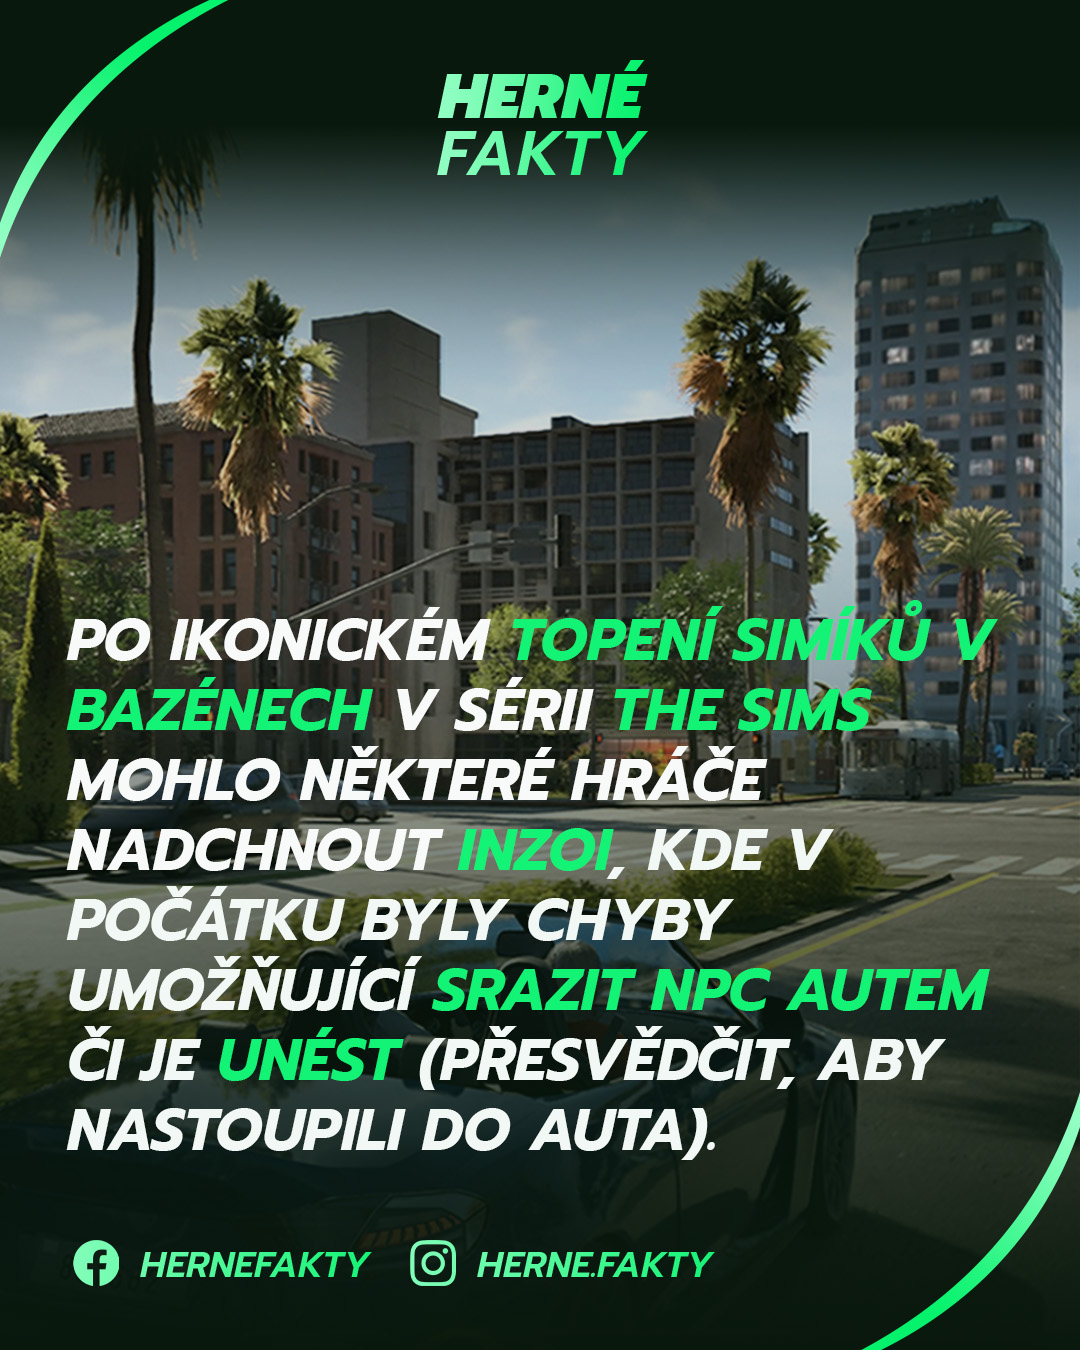 HERNÉ
FAKTY
PO IKONICKÉM TOPENÍ SIMÍKŮ V
BAZÉNECH V SÉRII THE SIMS
MOHLO NĚKTERÉ HRÁČE
NADCHNOUT INZOI, KDE V
POČÁTKU BYLY CHYBY
UMOŽŇUJÍCÍ SRAZIT NPC AUTEM
ČI JE UNÉST (PŘESVĚDČIT, ABY
NASTOUPILI DO AUTA).
HERNEFAKTY HERNE.FAKTY